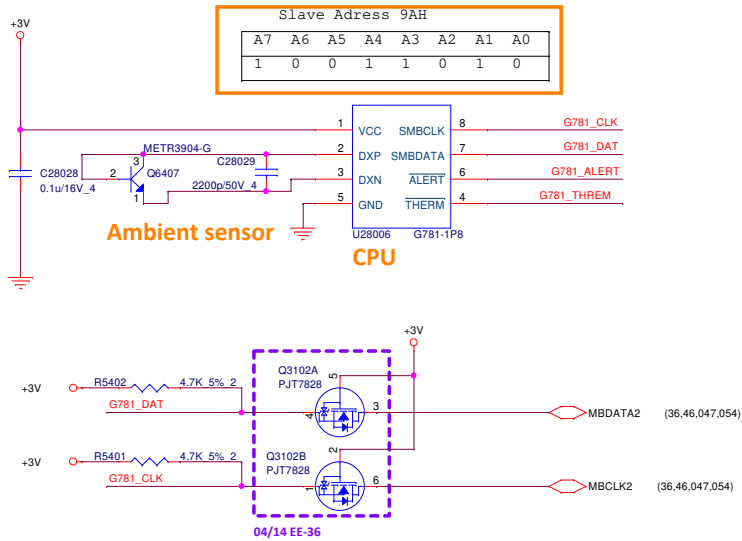 Slave Adress 9AH
A7 A6 A5 A4 A3 A2 A1 A0
1 0 0 1 1 0 1 0
+3V
1 VCC SMBCLK 8 G781_CLK
2 DXP SMBDATA 7 G781_DAT
3 DXN ALERT 6 G781_ALERT
5 GND THERM 4 G781_THREM
U28006 G781-1P8
CPU
METR3904-G
3
2 Q6407
1
C28029
2200p/50V_4
C28028
0.1u/16V_4
Ambient sensor
+3V
+3V R5402 4.7K_5%_2
G781_DAT
Q3102A
PJT7828
5
4 3
MBDATA2 (36,46,047,054)
+3V R5401 4.7K_5%_2
G781_CLK
Q3102B
PJT7828
2
1 6
MBCLK2 (36,46,047,054)
04/14 EE-36